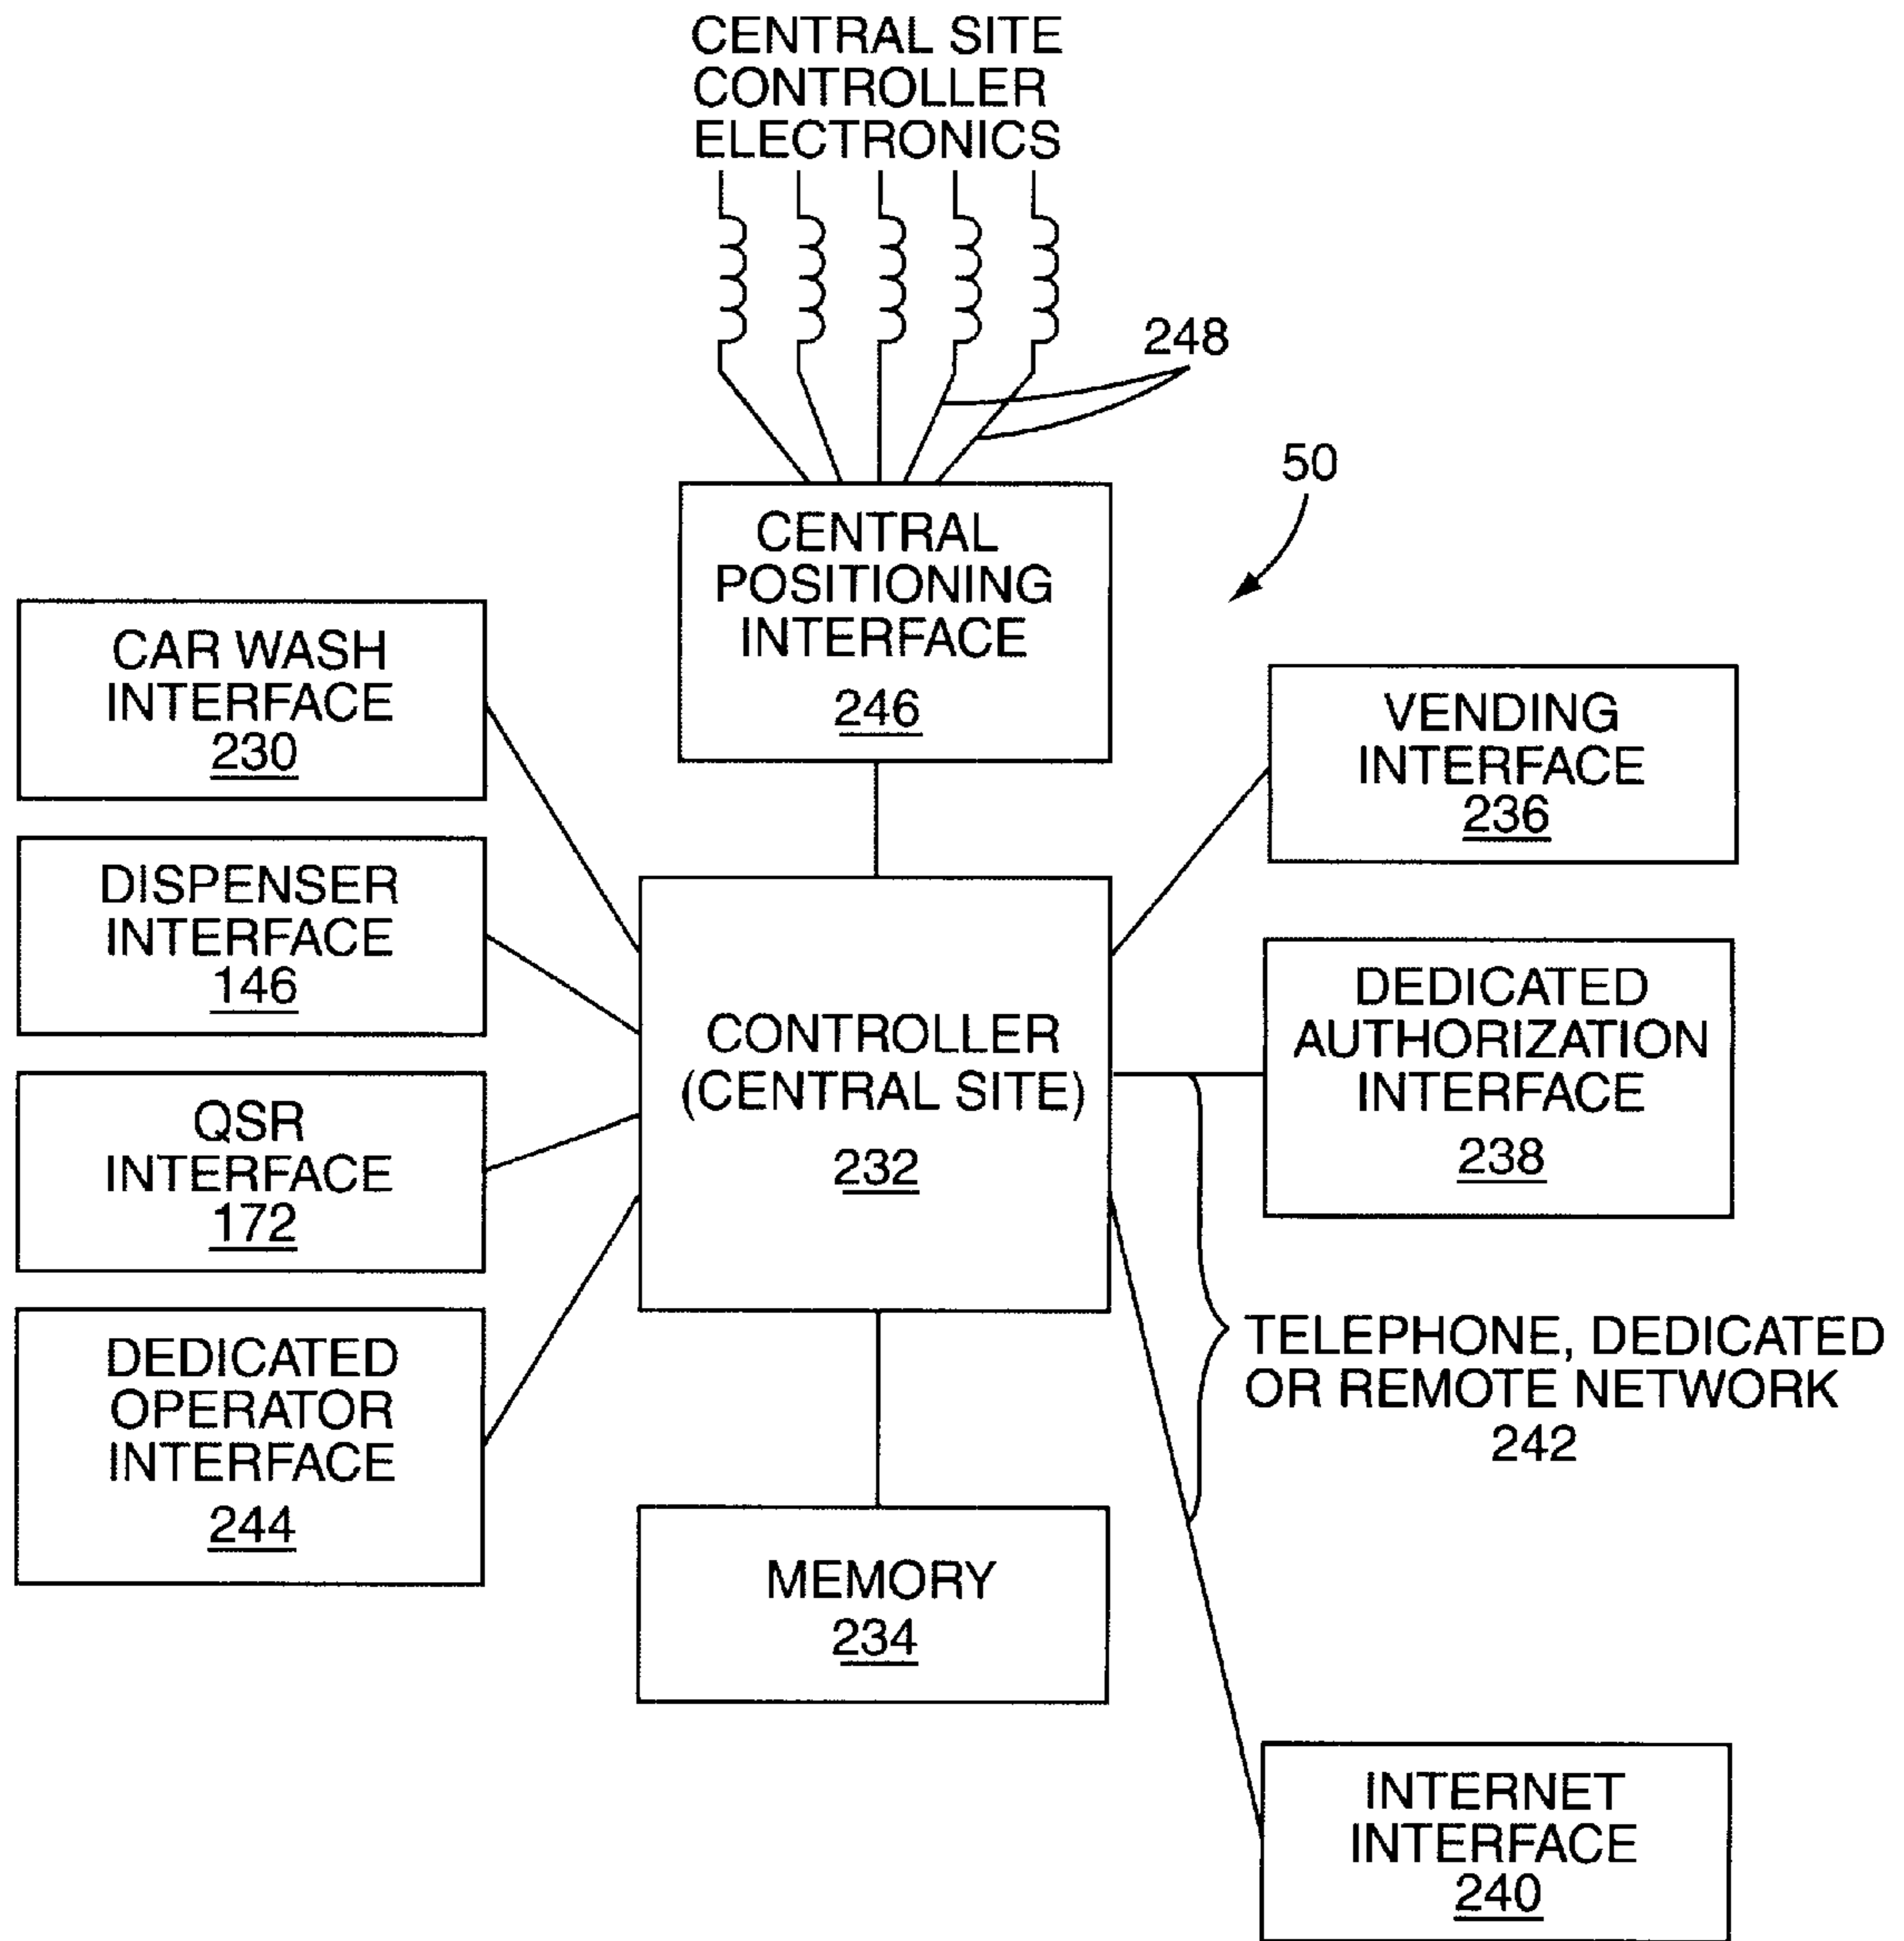 CENTRAL SITE
CONTROLLER
ELECTRONICS
248
50
CENTRAL
POSITIONING
INTERFACE
246
CAR WASH
INTERFACE
230
DISPENSER
INTERFACE
146
QSR
INTERFACE
172
DEDICATED
OPERATOR
INTERFACE
244
CONTROLLER
(CENTRAL SITE)
232
MEMORY
234
VENDING
INTERFACE
236
DEDICATED
AUTHORIZATION
INTERFACE
238
TELEPHONE, DEDICATED
OR REMOTE NETWORK
242
INTERNET
INTERFACE
240